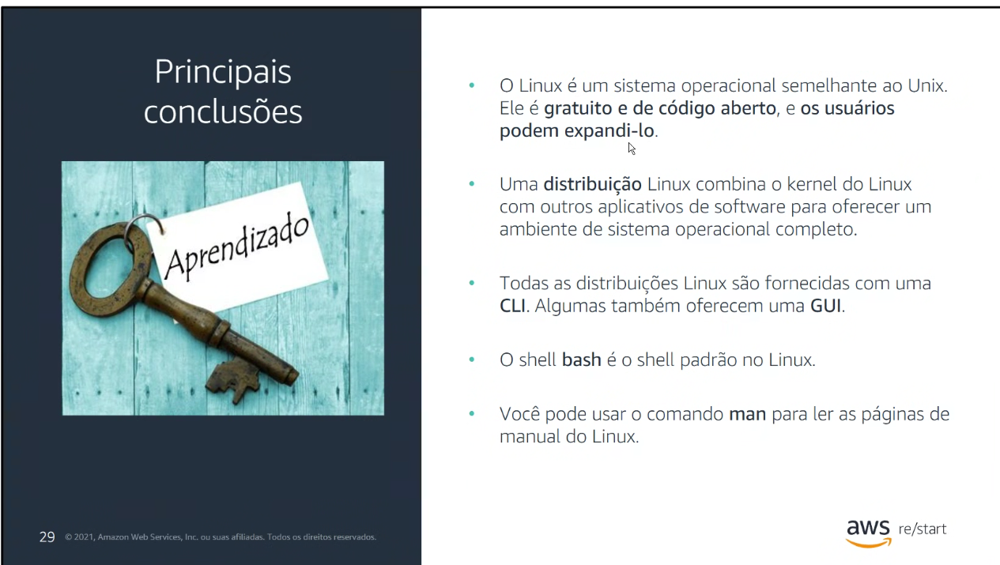 Principais
conclusões
Aprendizado
29 © 2021, Amazon Web Services, Inc. ou suas afiliadas. Todos os direitos reservados.
• O Linux é um sistema operacional semelhante ao Unix.
Ele é gratuito e de código aberto, e os usuários
podem expandi-lo.
• Uma distribuição Linux combina o kernel do Linux
com outros aplicativos de software para oferecer um
ambiente de sistema operacional completo.
• Todas as distribuições Linux são fornecidas com uma
CLI. Algumas também oferecem uma GUI.
• O shell bash é o shell padrão no Linux.
• Você pode usar o comando man para ler as páginas de
manual do Linux.
aws re/start